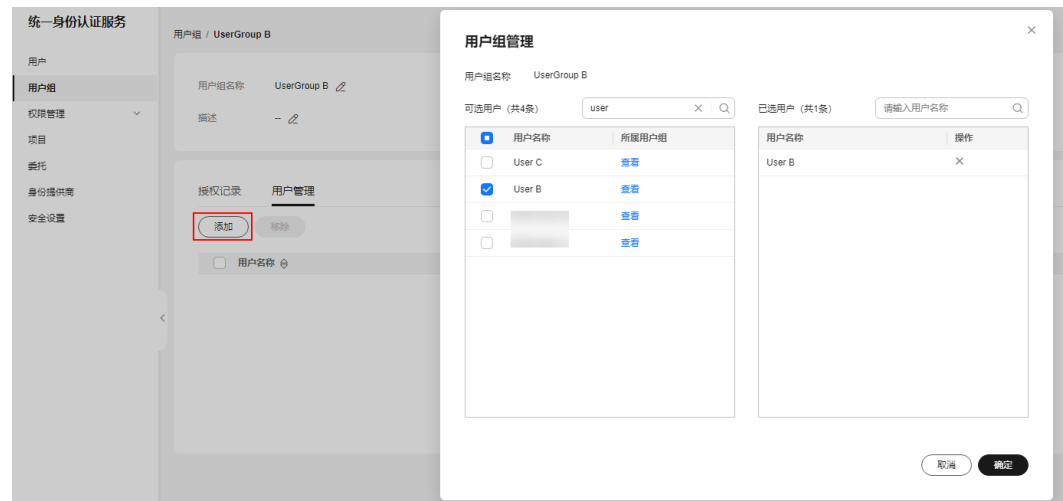 统一身份认证服务
用户
用户组
权限管理
项目
委托
身份提供商
安全设置
用户组 / UserGroup B
用户组名称 UserGroup B
描述 --
授权记录 用户管理
添加 移除
用户名称
用户组管理
用户组名称 UserGroup B
可选用户（共4条） user
用户名称 所属用户组
User C 查看
User B 查看
查看
查看
已选用户（共1条） 请输入用户名称
用户名称 操作
User B
取消 确定